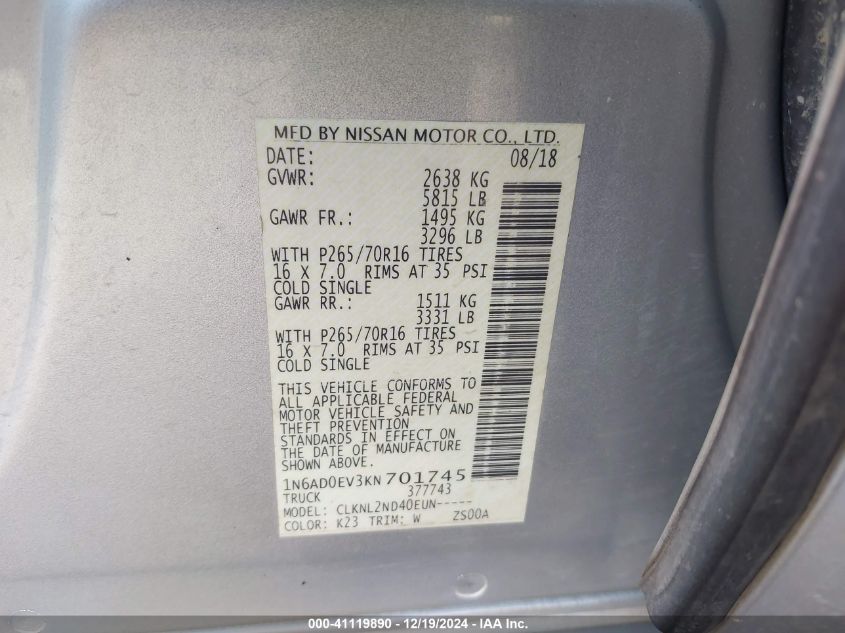 MFD BY NISSAN MOTOR CO., LTD.
DATE: 08/18
GVWR: 2638 KG
5815 LB
GAWR FR.: 1495 KG
3296 LB
WITH P265/70R16 TIRES
16 X 7.0 RIMS AT 35 PSI
COLD SINGLE
GAWR RR.: 1511 KG
3331 LB
WITH P265/70R16 TIRES
16 X 7.0 RIMS AT 35 PSI
COLD SINGLE
THIS VEHICLE CONFORMS TO
ALL APPLICABLE FEDERAL
MOTOR VEHICLE SAFETY AND
THEFT PREVENTION
STANDARDS IN EFFECT ON
THE DATE OF MANUFACTURE
SHOWN ABOVE.
1N6AD0EV3KN701745
TRUCK 377743
MODEL: CLKNL2ND40EUN-----
COLOR: K23 TRIM: W ZS00A
000-41119890 - 12/19/2024 - IAA Inc.